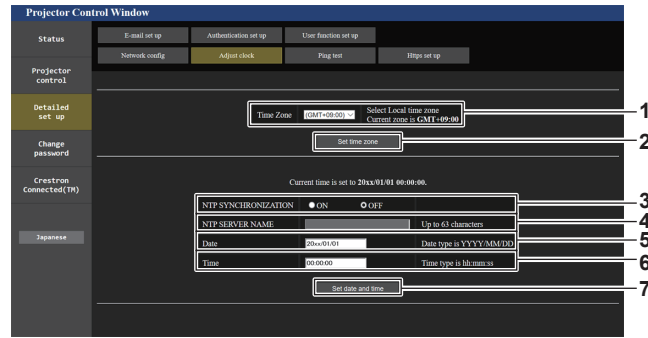 Projector Control Window
Status
E-mail set up
Authentication set up
User function set up
Network config
Adjust clock
Ping test
Https set up
Projector
control
Detailed
set up
Change
password
Crestron
Connected(TM)
Japanese
Time Zone
(GMT+09:00)
Select Local time zone
Current zone is GMT+09:00
1
Set time zone
2
Current time is set to 20xx/01/01 00:00:00.
NTP SYNCHRONIZATION ON OFF
3
NTP SERVER NAME Up to 63 characters
4
Date 20xx/01/01 Date type is YYYY/MM/DD
5
Time 00:00:00 Time type is hh:mm:ss
6
Set date and time
7